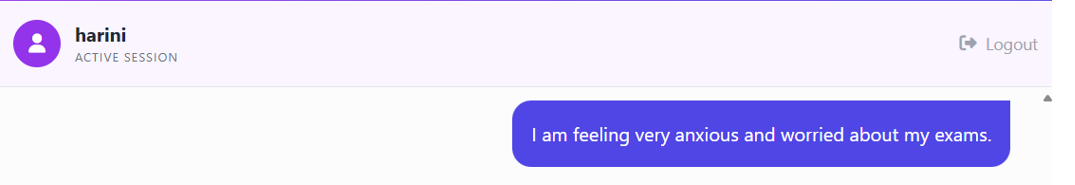 harini
ACTIVE SESSION
Logout
I am feeling very anxious and worried about my exams.